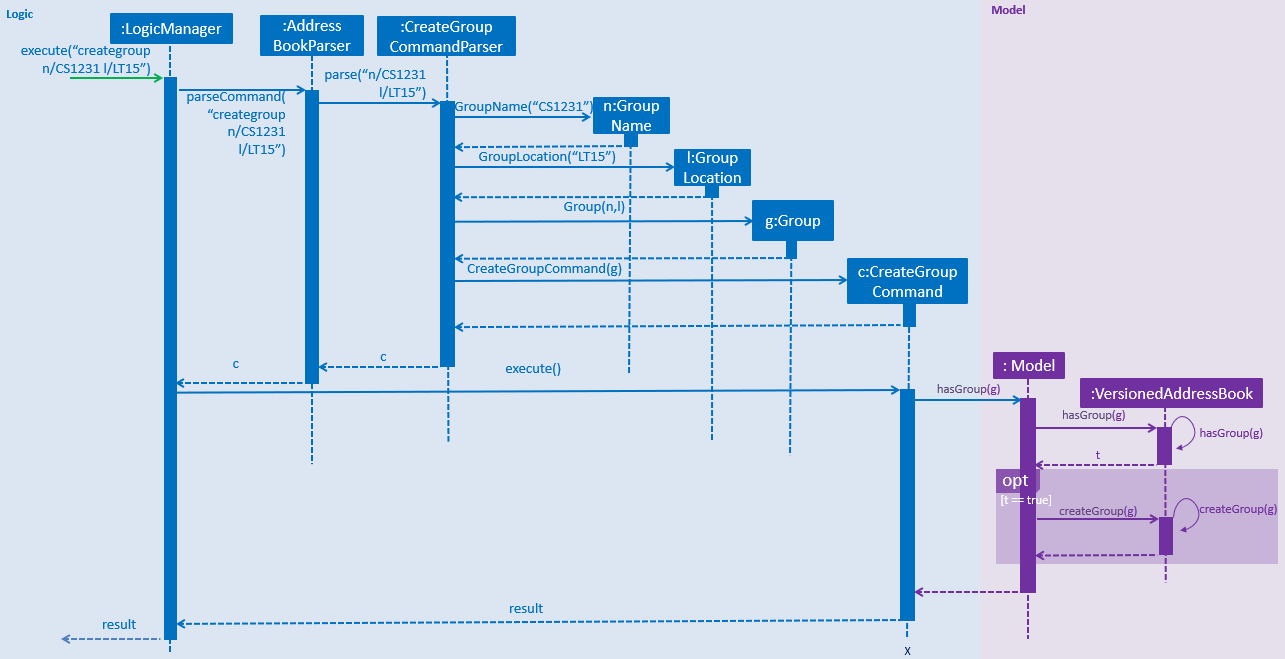 Logic
Model
:LogicManager
:Address
BookParser
:CreateGroup
CommandParser
execute(“creategroup
n/CS1231 l/LT15”)
parseCommand(
“creategroup
n/CS1231
l/LT15”)
parse(“n/CS1231
l/LT15”)
GroupName(“CS1231”)
n:Group
Name
GroupLocation(“LT15”)
l:Group
Location
Group(n,l)
g:Group
CreateGroupCommand(g)
c:CreateGroup
Command
c
c
execute()
: Model
hasGroup(g)
:VersionedAddressBook
hasGroup(g)
hasGroup(g)
t
opt
[t == true]
createGroup(g)
createGroup(g)
result
result
X